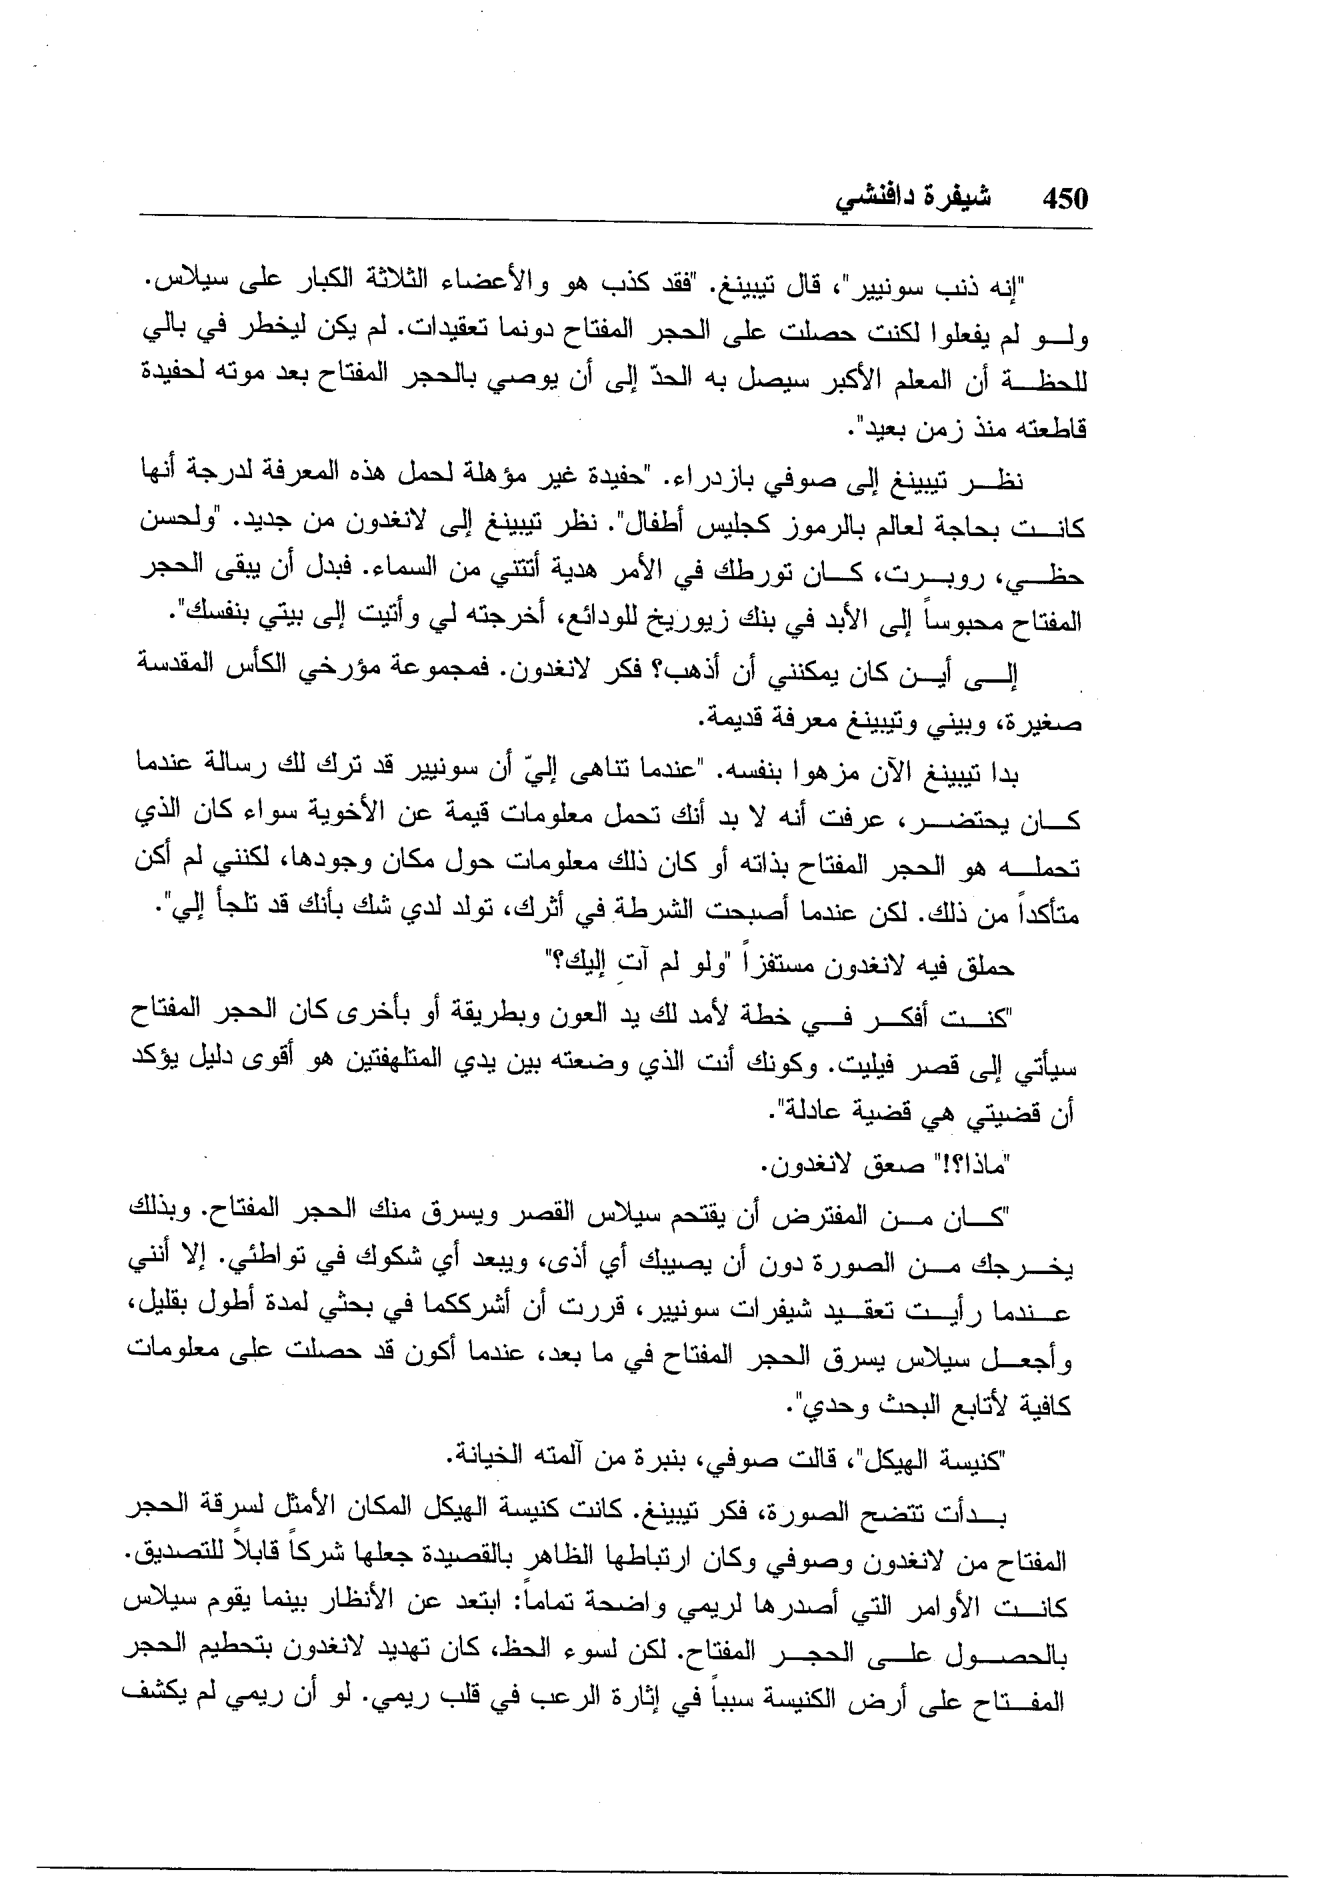 450 شيفرة دافنشي
"إنه ذنب سونيير"، قال تيبينغ. "فقد كذب هو والأعضاء الثلاثة الكبار على سيلاس.
ولو لم يفعلوا لكنت حصلت على الحجر المفتاح دونما تعقيدات. لم يكن ليخطر في بالي
للحظة أن المعلم الأكبر سيصل به الحدّ إلى أن يوصي بالحجر المفتاح بعد موته لحفيدة
قاطعته منذ زمن بعيد".
نظر تيبينغ إلى صوفي بازدراء. "حفيدة غير مؤهلة لحمل هذه المعرفة لدرجة أنها
كانت بحاجة لعالم بالرموز كجليس أطفال". نظر تيبينغ إلى لانغدون من جديد. "ولحسن
حظي، روبرت، كان تورطك في الأمر هدية أتتني من السماء. فبدل أن يبقى الحجر
المفتاح محبوساً إلى الأبد في بنك زيوريخ للودائع، أخرجته لي وأتيت إلى بيتي بنفسك".
إلى أين كان يمكنني أن أذهب؟ فكر لانغدون. فمجموعة مؤرخي الكأس المقدسة
صغيرة، وبيني وتيبينغ معرفة قديمة.
بدا تيبينغ الآن مزهوا بنفسه. "عندما تناهى إليّ أن سونيير قد ترك لك رسالة عندما
كان يحتضر، عرفت أنه لا بد أنك تحمل معلومات قيمة عن الأخوية سواء كان الذي
تحمله هو الحجر المفتاح بذاته أو كان ذلك معلومات حول مكان وجودها، لكنني لم أكن
متأكداً من ذلك. لكن عندما أصبحت الشرطة في أثرك، تولد لدي شك بأنك قد تلجأ إلي".
حملق فيه لانغدون مستفزاً "ولو لم آتِ إليك؟"
"كنت أفكر في خطة لأمد لك يد العون وبطريقة أو بأخرى كان الحجر المفتاح
سيأتي إلى قصر فيليت. وكونك أنت الذي وضعته بين يدي المتلهفتين هو أقوى دليل يؤكد
أن قضيتي هي قضية عادلة".
"ماذا؟!" صعق لانغدون.
"كان من المفترض أن يقتحم سيلاس القصر ويسرق منك الحجر المفتاح. وبذلك
يخرجك من الصورة دون أن يصيبك أي أذى، ويبعد أي شكوك في تواطئي. إلا أنني
عندما رأيت تعقيد شيفرات سونيير، قررت أن أشرككما في بحثي لمدة أطول بقليل،
وأجعل سيلاس يسرق الحجر المفتاح في ما بعد، عندما أكون قد حصلت على معلومات
كافية لأتابع البحث وحدي".
"كنيسة الهيكل"، قالت صوفي، بنبرة من آلمته الخيانة.
بدأت تتضح الصورة، فكر تيبينغ. كانت كنيسة الهيكل المكان الأمثل لسرقة الحجر
المفتاح من لانغدون وصوفي وكان ارتباطها الظاهر بالقصيدة جعلها شركاً قابلاً للتصديق.
كانت الأوامر التي أصدرها لريمي واضحة تماماً: ابتعد عن الأنظار بينما يقوم سيلاس
بالحصول على الحجر المفتاح. لكن لسوء الحظ، كان تهديد لانغدون بتحطيم الحجر
المفتاح على أرض الكنيسة سبباً في إثارة الرعب في قلب ريمي. لو أن ريمي لم يكشف